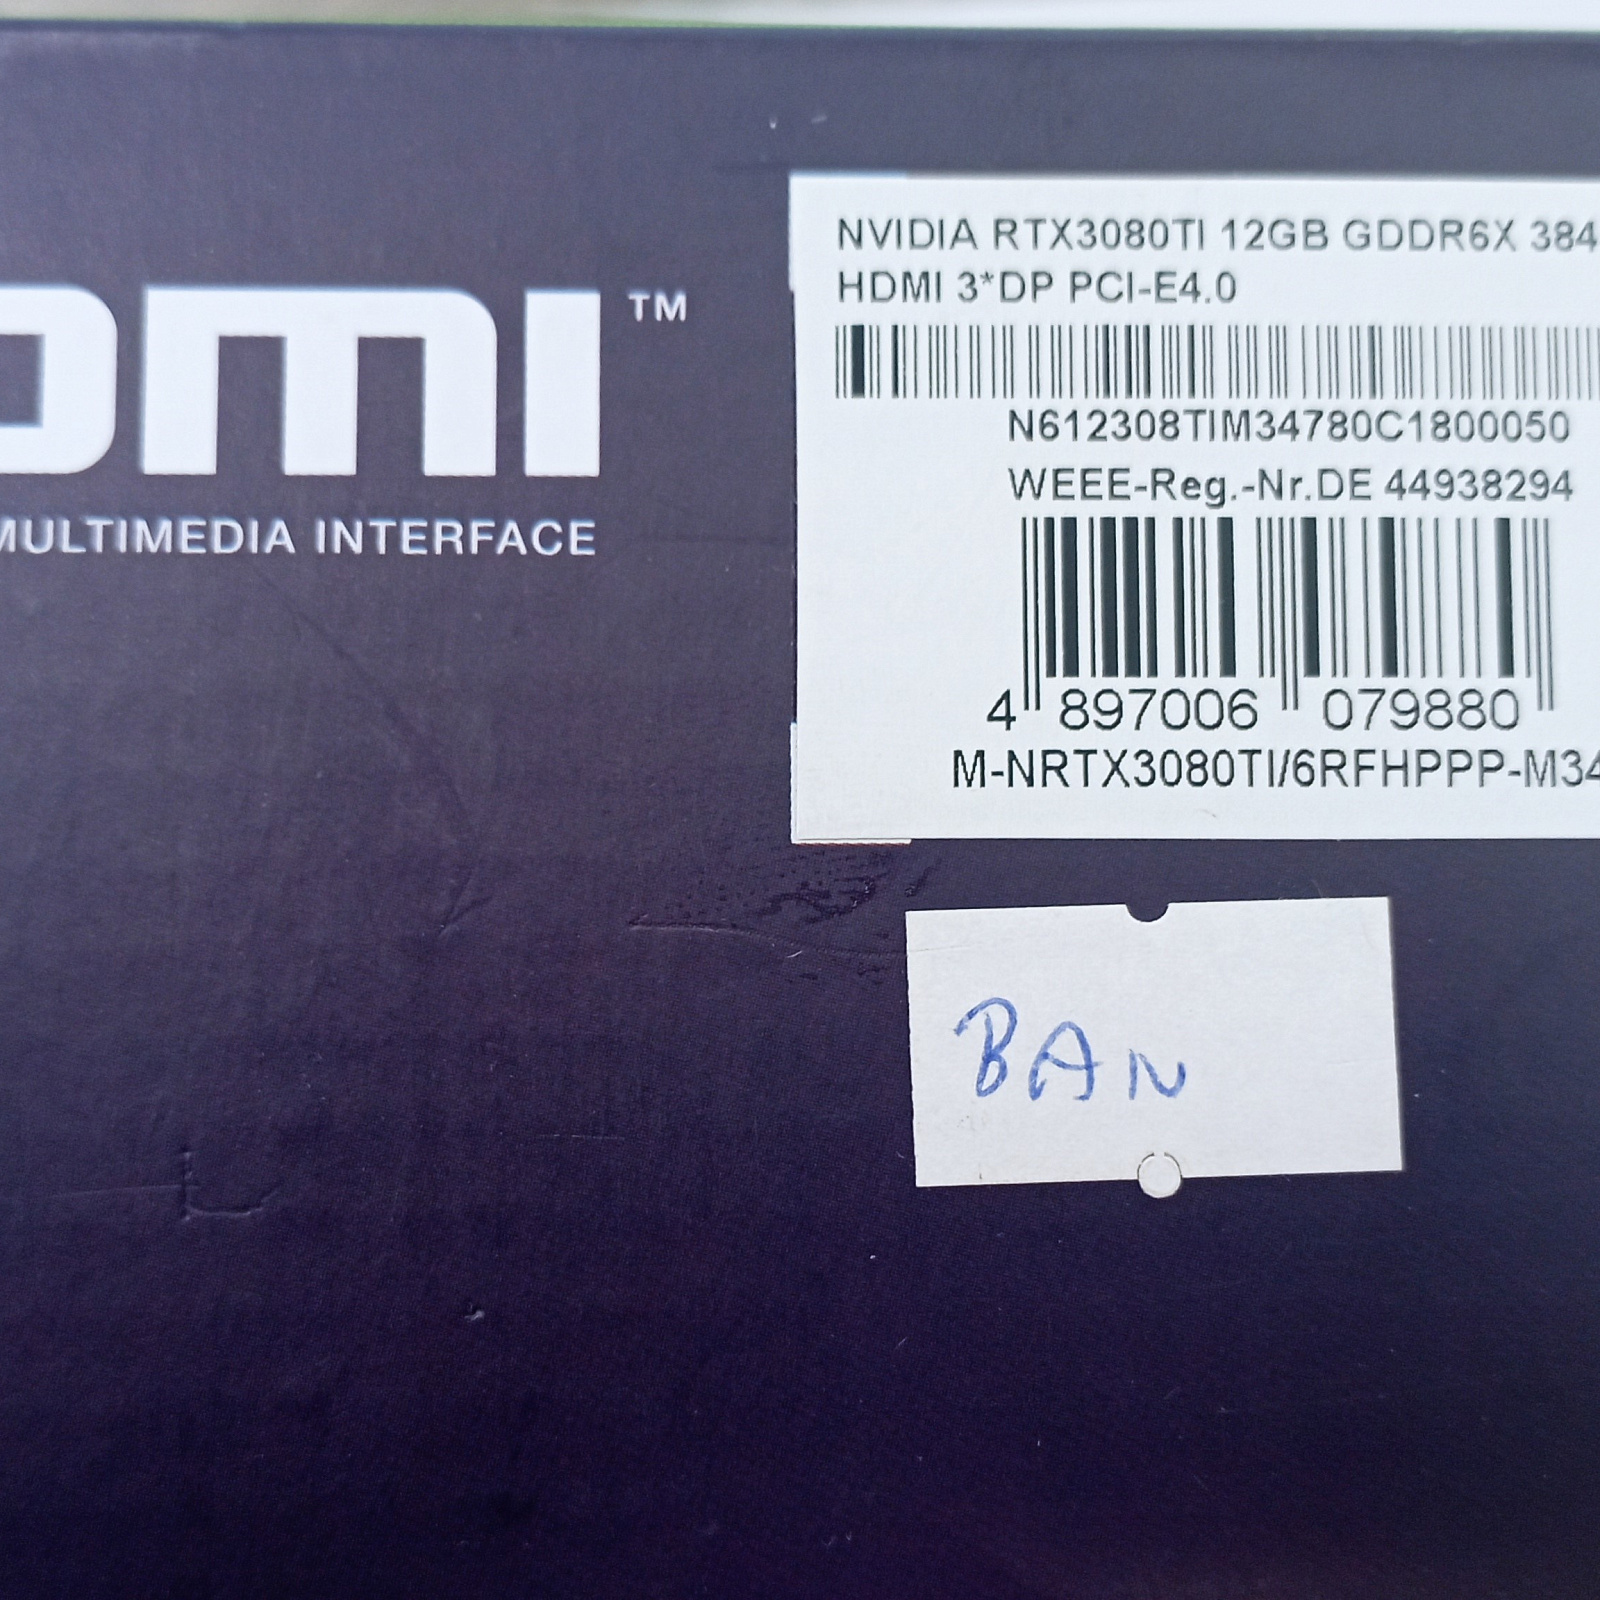 DMI™
MULTIMEDIA INTERFACE
NVIDIA RTX3080TI 12GB GDDR6X 384
HDMI 3*DP PCI-E4.0
N612308TIM34780C1800050
WEEE-Reg.-Nr.DE 44938294
4 897006 079880
M-NRTX3080TI/6RFHPPP-M34
BAN